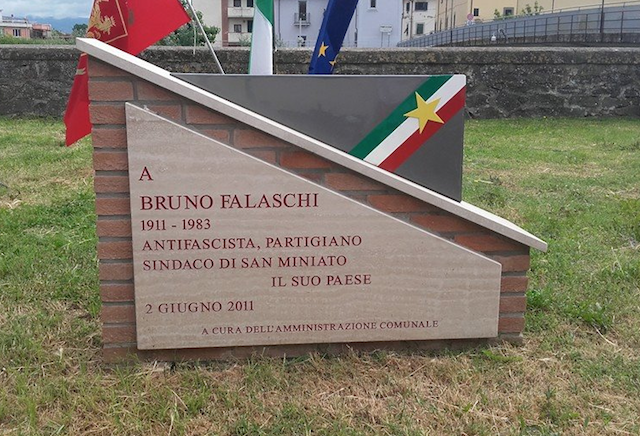 A
BRUNO FALASCHI
1911 - 1983
ANTIFASCISTA, PARTIGIANO
SINDACO DI SAN MINIATO
IL SUO PAESE
2 GIUGNO 2011
A CURA DELL'AMMINISTRAZIONE COMUNALE